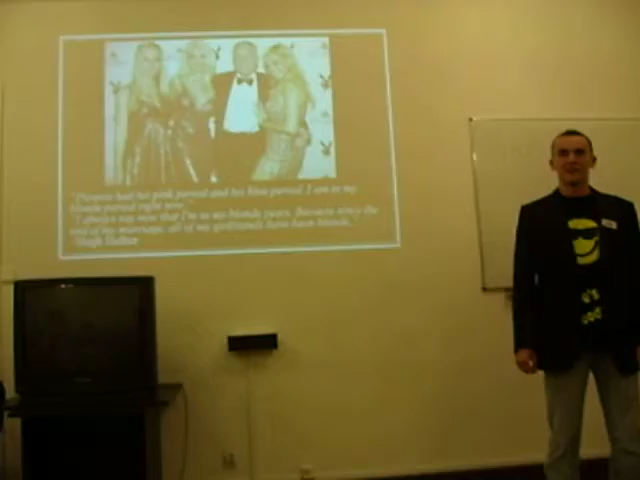 "Picasso had his pink period and his blue period. I am in my
blonde period right now."
"I always say now that I'm in my blonde years. Because since the
end of my marriage, all of my girlfriends have been blonde."
-Hugh Hefner